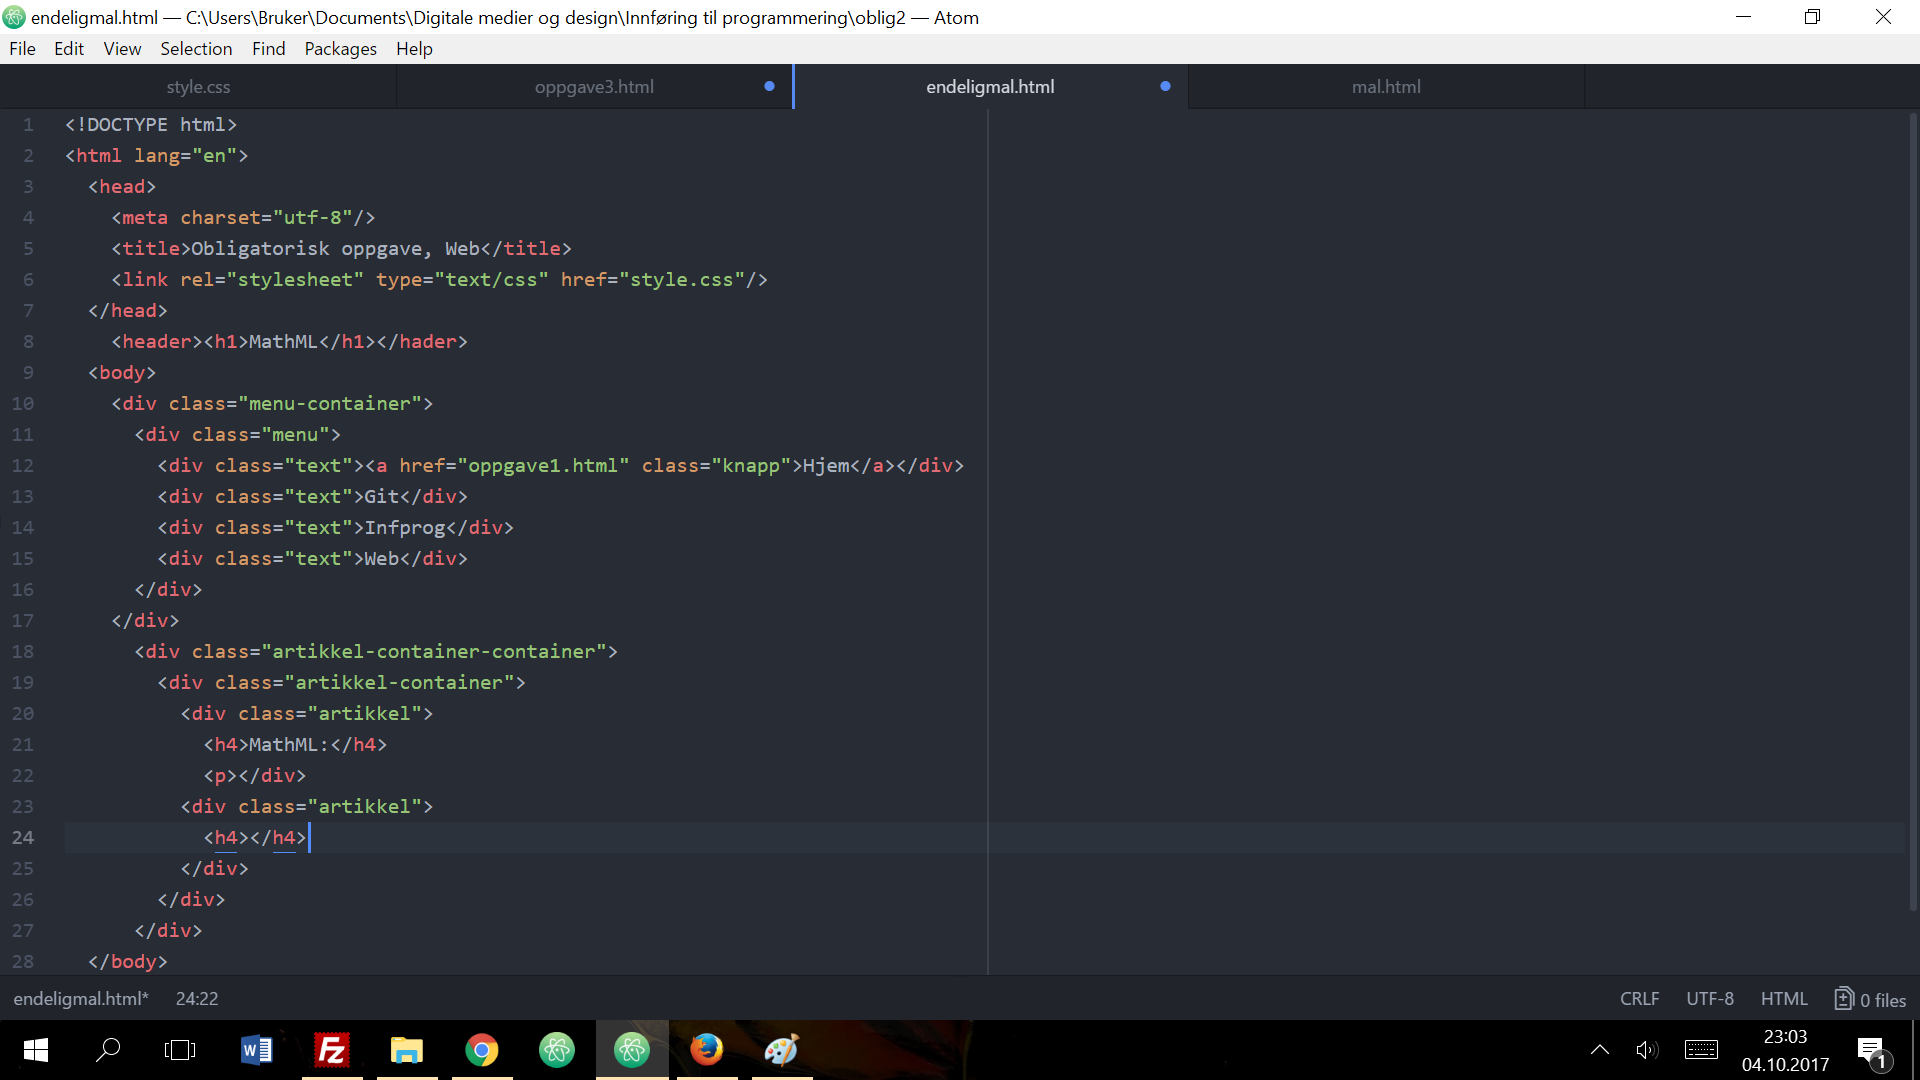 endeligmal.html — C:\Users\Bruker\Documents\Digitale medier og design\Innføring til programmering\oblig2 — Atom
File Edit View Selection Find Packages Help
style.css oppgave3.html endeligmal.html mal.html
1 <!DOCTYPE html>
2 <html lang="en">
3 <head>
4 <meta charset="utf-8"/>
5 <title>Obligatorisk oppgave, Web</title>
6 <link rel="stylesheet" type="text/css" href="style.css"/>
7 </head>
8 <header><h1>MathML</h1></hader>
9 <body>
10 <div class="menu-container">
11 <div class="menu">
12 <div class="text"><a href="oppgave1.html" class="knapp">Hjem</a></div>
13 <div class="text">Git</div>
14 <div class="text">Infprog</div>
15 <div class="text">Web</div>
16 </div>
17 </div>
18 <div class="artikkel-container-container">
19 <div class="artikkel-container">
20 <div class="artikkel">
21 <h4>MathML:</h4>
22 <p></div>
23 <div class="artikkel">
24 <h4></h4>
25 </div>
26 </div>
27 </div>
28 </body>
endeligmal.html* 24:22 CRLF UTF-8 HTML 0 files
W Fz 23:03
04.10.2017 1